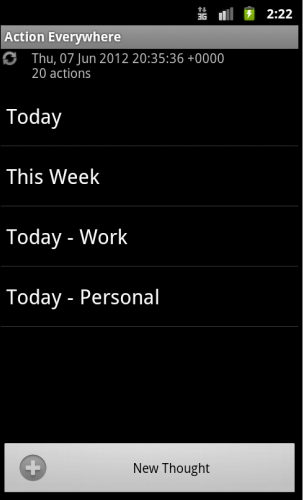 3G 2:22
Action Everywhere
Thu, 07 Jun 2012 20:35:36 +0000
20 actions
Today
This Week
Today - Work
Today - Personal
New Thought